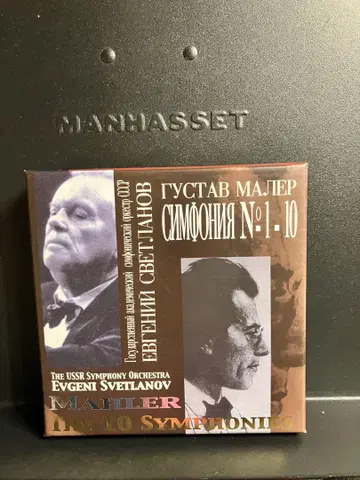 MANHASSET
ГУСТАВ МАЛЕР
СИМФОНИЯ №1-10
Государственный академический симфонический оркестр СССР
ЕВГЕНИЙ СВЕТЛАНОВ
THE USSR SYMPHONY ORCHESTRA
EVGENI SVETLANOV
MAHLER
THE 10 SYMPHONIES